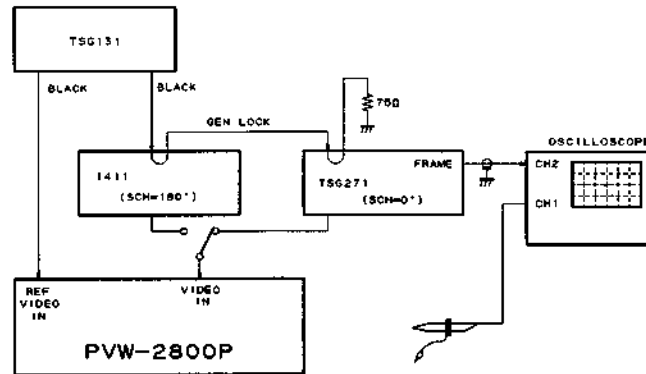 TSG131
BLACK
BLACK
GEN LOCK
75Ω
OSCILLOSCOPE
1411
(SCH=180°)
TSG271
(SCH=0°)
FRAME
CH2
CH1
REF
VIDEO
IN
VIDEO
IN
PVW-2800P